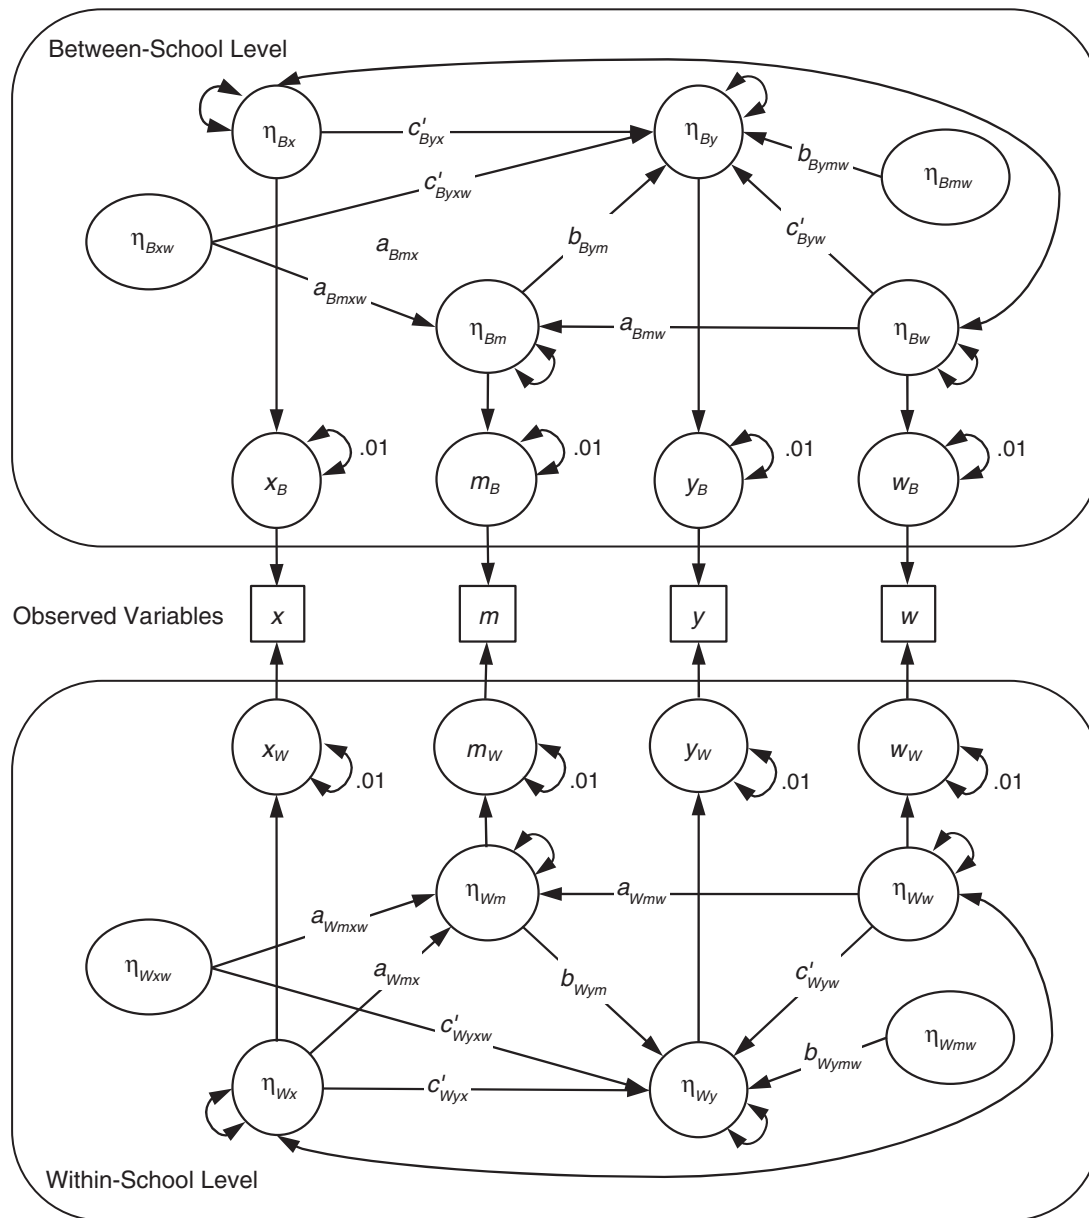 Between-School Level
η_Bx
c'_Byx
η_By
b_Bymw
η_Bmw
c'_Byxw
η_Bxw
a_Bmx
b_Bym
c'_Byw
a_Bmxw
η_Bm
a_Bmw
η_Bw
x_B
.01
m_B
.01
y_B
.01
w_B
.01
Observed Variables
x
m
y
w
x_W
.01
m_W
.01
y_W
.01
w_W
.01
η_Wm
a_Wmw
η_Ww
a_Wmxw
η_Wxw
a_Wmx
b_Wym
c'_Wyw
c'_Wyxw
b_Wymw
η_Wmw
η_Wx
c'_Wyx
η_Wy
Within-School Level